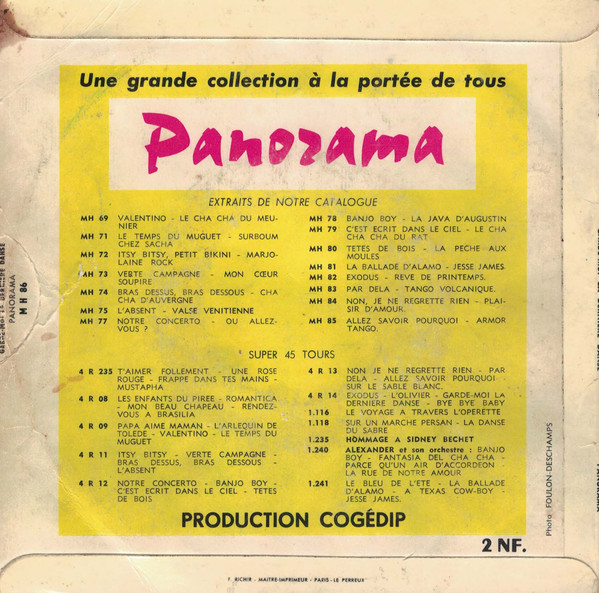 Une grande collection à la portée de tous
Panorama
EXTRAITS DE NOTRE CATALOGUE
MH 69 VALENTINO - LE CHA CHA DU MEU-
NIER
MH 71 LE TEMPS DU MUGUET - SURBOUM
CHEZ SACHA
MH 72 ITSY BITSY, PETIT BIKINI - MARJO-
LAINE ROCK
MH 73 VERTE CAMPAGNE - MON CŒUR
SOUPIRE
MH 74 BRAS DESSUS, BRAS DESSOUS - CHA
CHA D'AUVERGNE
MH 75 L'ABSENT - VALSE VENITIENNE
MH 77 NOTRE CONCERTO - OU ALLEZ-
VOUS ?
MH 78 BANJO BOY - LA JAVA D'AUGUSTIN
MH 79 C'EST ECRIT DANS LE CIEL - LE CHA
CHA CHA DU RAT
MH 80 TETES DE BOIS - LA PECHE AUX
MOULES
MH 81 LA BALLADE D'ALAMO - JESSE JAMES.
MH 82 EXODUS - REVE DE PRINTEMPS.
MH 83 PAR DELA - TANGO VOLCANIQUE.
MH 84 NON, JE NE REGRETTE RIEN - PLAI-
SIR D'AMOUR.
MH 85 ALLEZ SAVOIR POURQUOI - ARMOR
TANGO.
SUPER 45 TOURS
4 R 235 T'AIMER FOLLEMENT - UNE ROSE
ROUGE - FRAPPE DANS TES MAINS -
MUSTAPHA
4 R 08 LES ENFANTS DU PIREE - ROMANTICA
- MON BEAU CHAPEAU - RENDEZ-
VOUS A BRASILIA
4 R 09 PAPA AIME MAMAN - L'ARLEQUIN DE
TOLEDE - VALENTINO - LE TEMPS DU
MUGUET
4 R 11 ITSY BITSY - VERTE CAMPAGNE -
BRAS DESSUS, BRAS DESSOUS -
L'ABSENT
4 R 12 NOTRE CONCERTO - BANJO BOY -
C'EST ECRIT DANS LE CIEL - TETES
DE BOIS
4 R 13 NON JE NE REGRETTE RIEN - PAR
DELA - ALLEZ SAVOIR POURQUOI -
SUR LE SABLE BLANC.
4 R 14 EXODUS - L'OLIVIER - GARDE-MOI LA
DERNIERE DANSE - BYE BYE BABY
1.116 LE VOYAGE A TRAVERS L'OPERETTE
1.118 SUR UN MARCHE PERSAN - LA DANSE
DU SABRE
1.235 HOMMAGE A SIDNEY BECHET
1.240 ALEXANDER et son orchestre : BANJO
BOY - FANTASIA DEL CHA CHA -
PARCE QU'UN AIR D'ACCORDEON -
LA RUE DE NOTRE AMOUR
1.241 LE BLEU DE L'ETE - LA BALLADE
D'ALAMO - A TEXAS COW-BOY -
JESSE JAMES.
PRODUCTION COGÉDIP
2 NF.
Photo FOULON-DESCHAMPS
PANORAMA
M H 86
RICHIR - MAITRE-IMPRIMEUR - PARIS - LE PERREUX